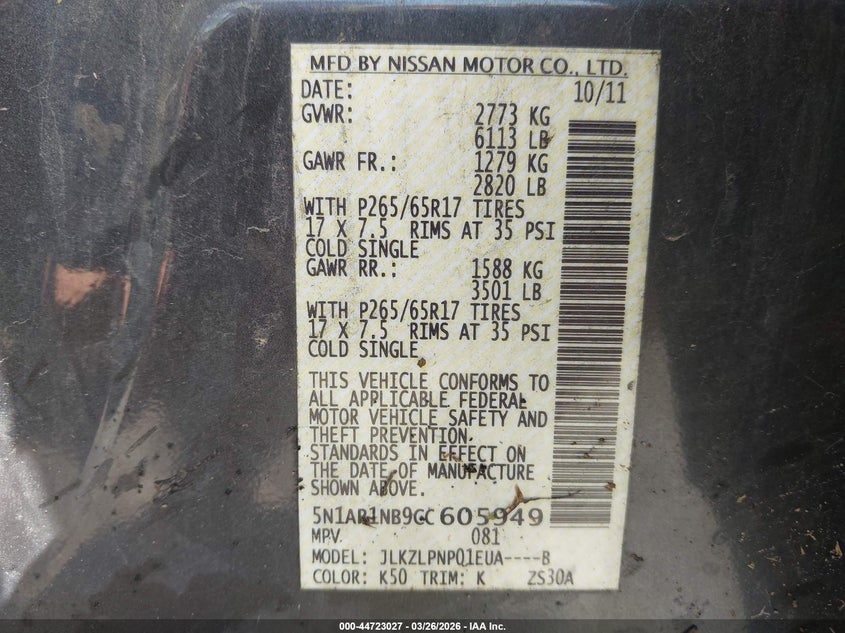 MFD BY NISSAN MOTOR CO., LTD.
DATE: 10/11
GVWR: 2773 KG
6113 LB
GAWR FR.: 1279 KG
2820 LB
WITH P265/65R17 TIRES
17 X 7.5 RIMS AT 35 PSI
COLD SINGLE
GAWR RR.: 1588 KG
3501 LB
WITH P265/65R17 TIRES
17 X 7.5 RIMS AT 35 PSI
COLD SINGLE
THIS VEHICLE CONFORMS TO
ALL APPLICABLE FEDERAL
MOTOR VEHICLE SAFETY AND
THEFT PREVENTION
STANDARDS IN EFFECT ON
THE DATE OF MANUFACTURE
SHOWN ABOVE.
5N1AR1NB9GC 605949
MPV 081
MODEL: JLKZLPNPQ1EUA----B
COLOR: K50 TRIM: K ZS30A
000-44723027 - 03/26/2026 - IAA Inc.